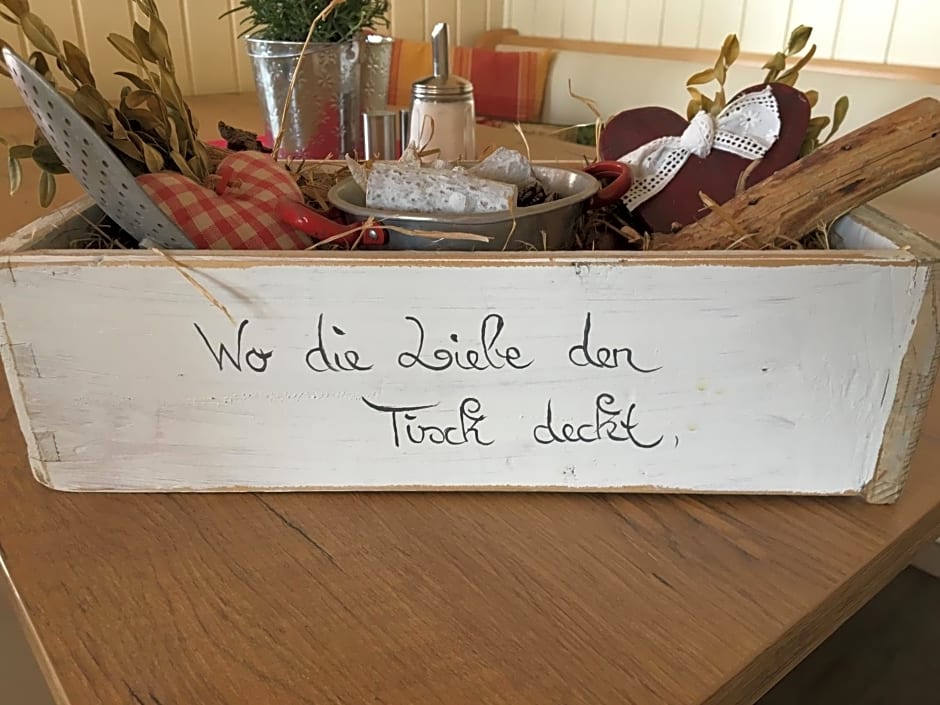 Wo die Liebe den
Tisch deckt,